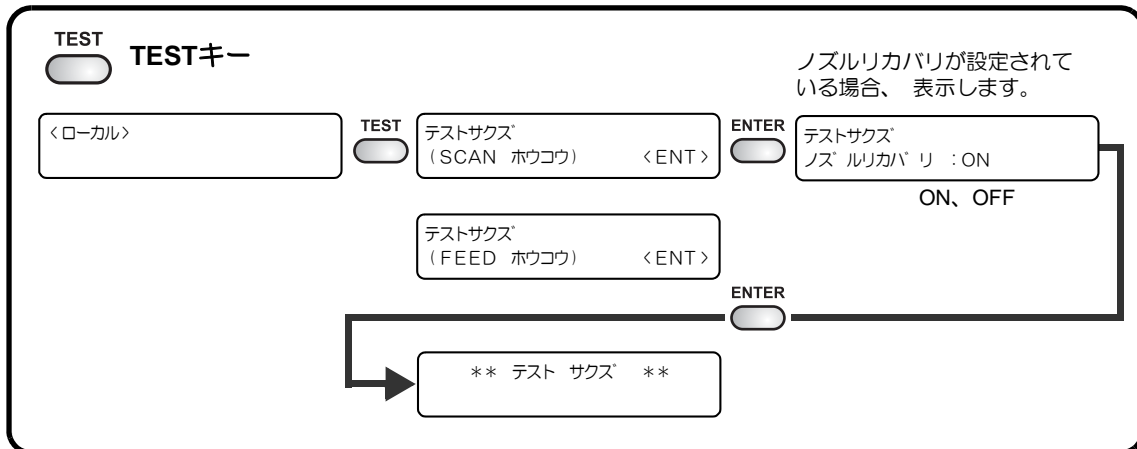 TEST
TESTキー
ノズルリカバリが設定されて
いる場合、 表示します。
<ローカル>
TEST
テストサクズ
(SCAN ホウコウ) <ENT>
ENTER
テストサクズ
ノズルリカバリ :ON
ON、OFF
テストサクズ
(FEED ホウコウ) <ENT>
ENTER
** テスト サクズ **